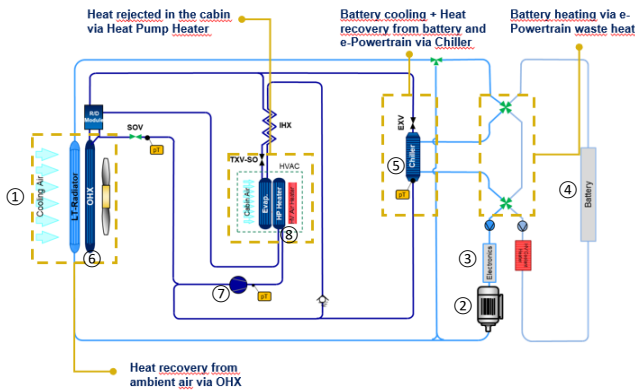 Heat rejected in the cabin
via Heat Pump Heater
Battery cooling + Heat
recovery from battery and
e-Powertrain via Chiller
Battery heating via e-
Powertrain waste heat
R/D
Module
SOV
pT
IHX
TXV-SO
HVAC
Cabin Air
Evap.
HP Heater
8
EXV
Chiller
5
pT
1
Cooling Air
LT-Radiator
OHX
6
7
pT
Battery
4
3
Electronics
2
Heat recovery from
ambient air via OHX